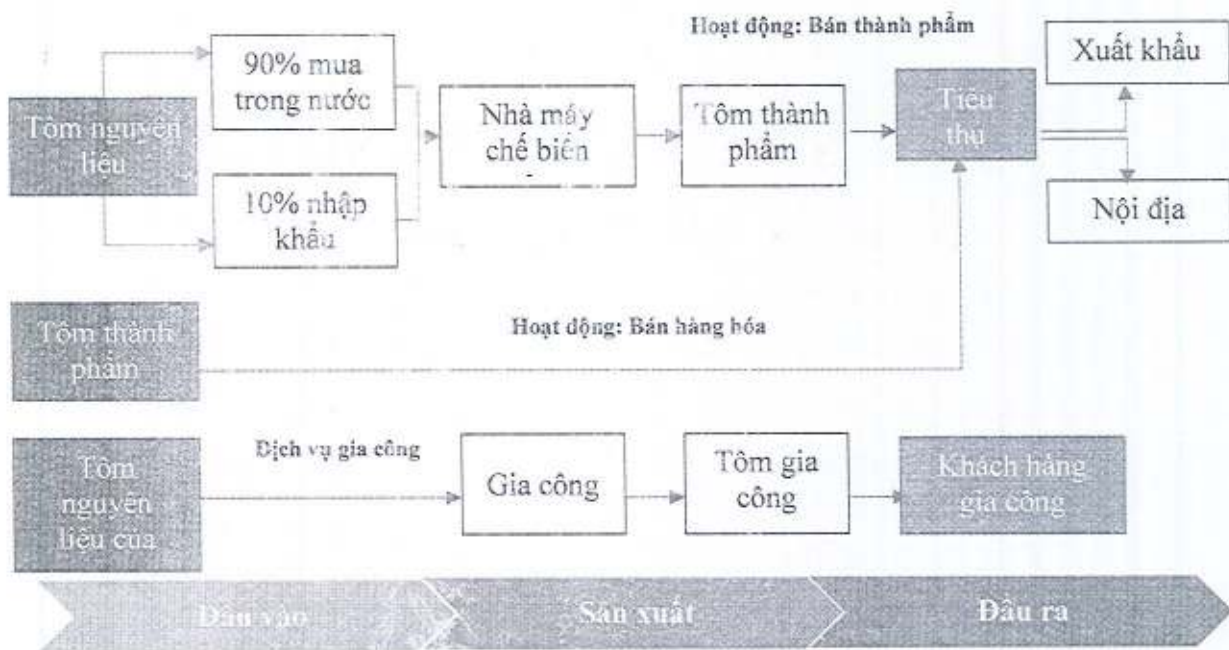 Hoạt động: Bán thành phẩm
Xuất khẩu
90% mua
trong nước
Tôm nguyên
liệu
Nhà máy
chế biến
Tôm thành
phẩm
Tiêu
thụ
10% nhập
khẩu
Nội địa
Tôm thành
phẩm
Hoạt động: Bán hàng hóa
Tôm
nguyên
liệu của
Dịch vụ gia công
Gia công
Tôm gia
công
Khách hàng
gia công
Đầu vào
Sản xuất
Đầu ra